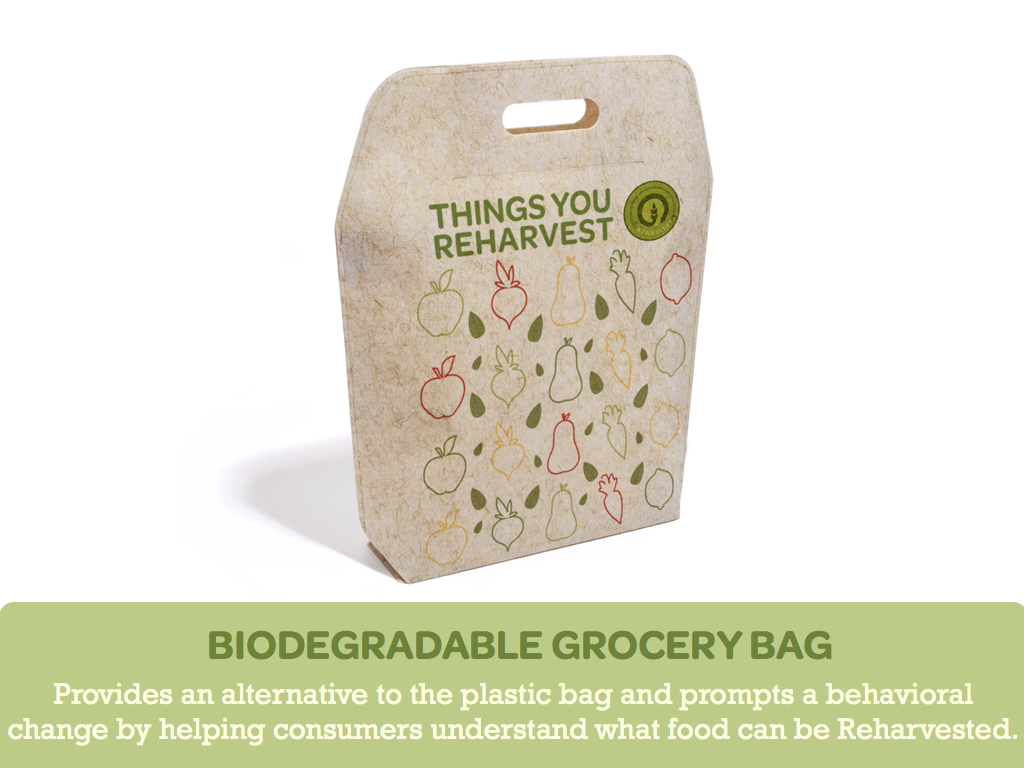 THINGS YOU
REHARVEST
BIODEGRADABLE GROCERY BAG
Provides an alternative to the plastic bag and prompts a behavioral
change by helping consumers understand what food can be Reharvested.